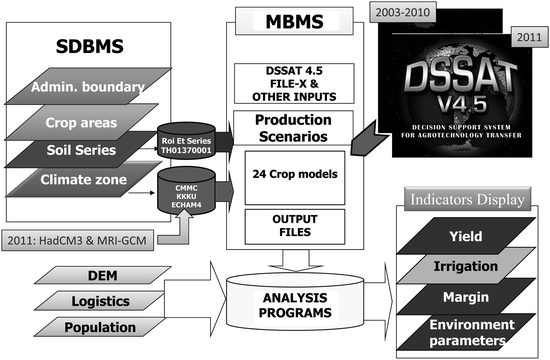 SDBMS
Admin. boundary
Crop areas
Soil Series
Climate zone
Roi Et Series
TH01370001
CMMC
KKKU
ECHAM4
2011: HadCM3 & MRI-GCM
MBMS
DSSAT 4.5
FILE-X &
OTHER INPUTS
Production
Scenarios
24 Crop models
OUTPUT
FILES
2003-2010
2011
DSSAT
V4.5
DECISION SUPPORT SYSTEM
FOR AGROTECHNOLOGY TRANSFER
Indicators Display
Yield
Irrigation
Margin
Environment
parameters
DEM
Logistics
Population
ANALYSIS
PROGRAMS